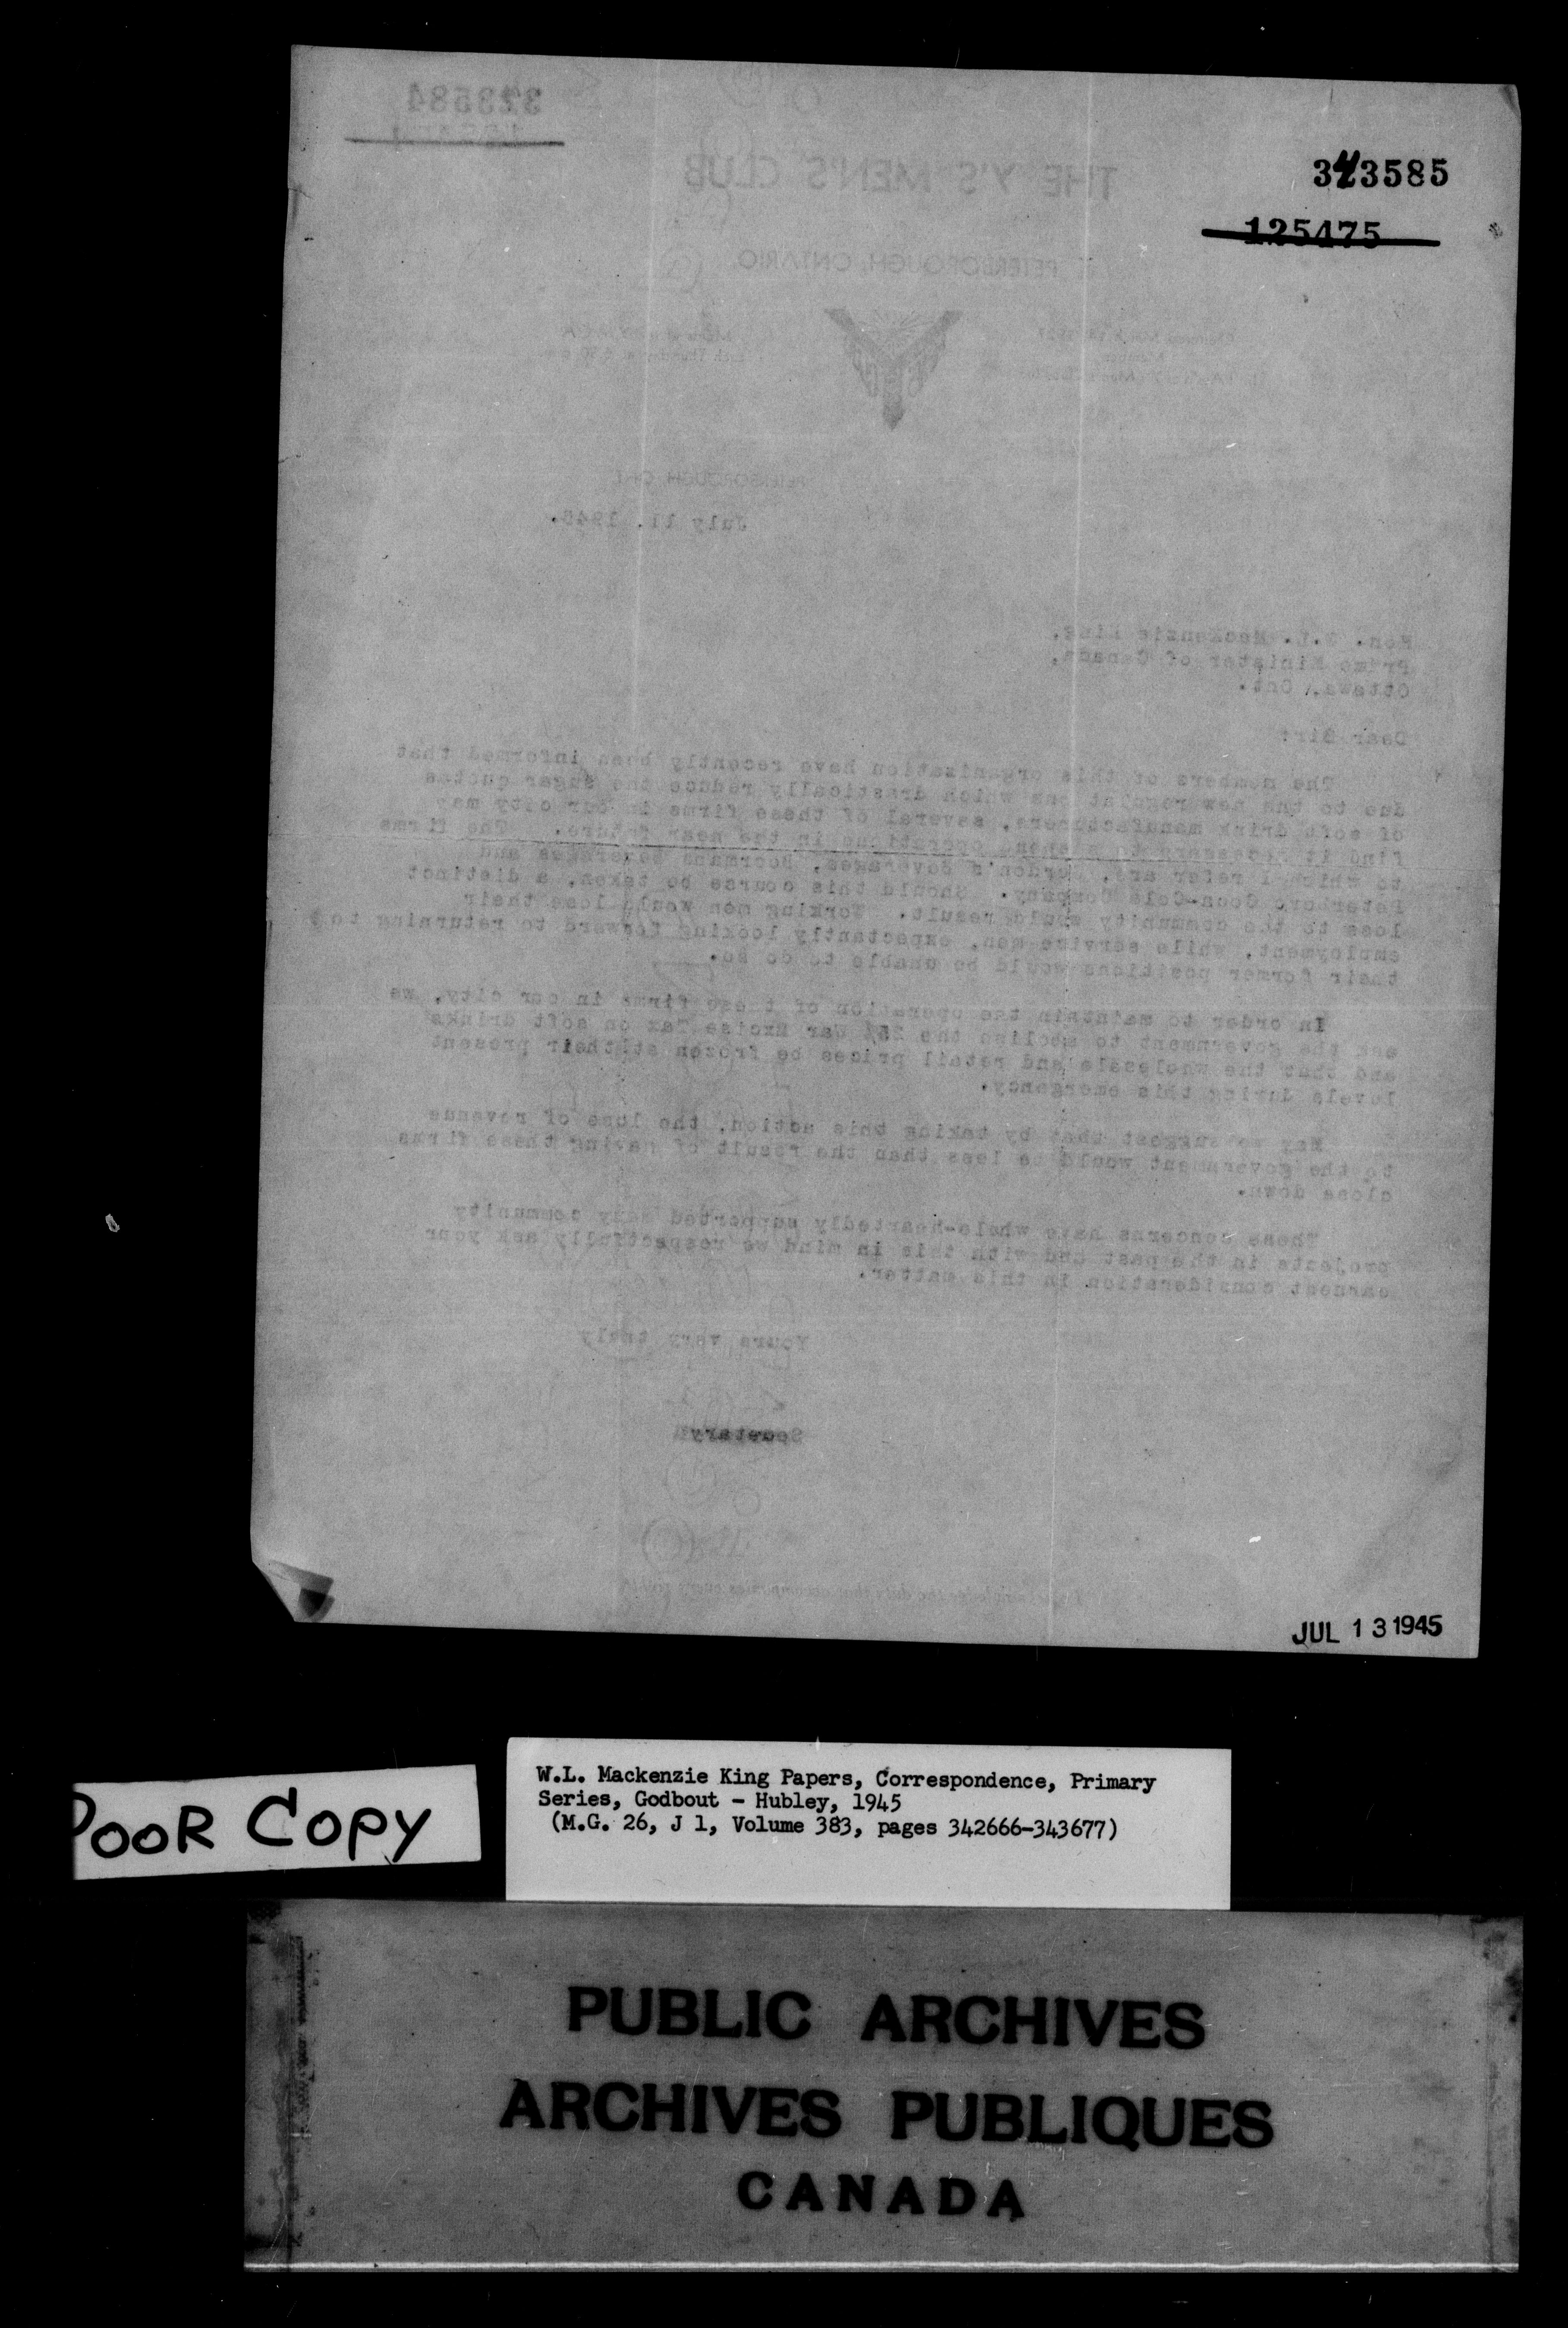 343585
125475
323584
THE Y'S MEN'S CLUB
PETERBOROUGH, ONTARIO
PETERBOROUGH ONT.
July 11, 1945.
Hon. W.L. MacKenzie King,
Prime Minister of Canada,
Ottawa, Ont.
Dear Sir:
The members of this organization have recently been informed that
due to the new regulations which drastically reduce the sugar quotas
of soft drink manufacturers, several of these firms in our city may
find it necessary to suspend operations in the near future. The firms
to which I refer are, beverages, beverages and
Peterboro Coca-Cola Company. Should this course be taken, a distinct
loss to the community would result. Working men would lose their
employment, while service men, expectantly looking forward to returning to
their former positions would be unable to do so.
In order to maintain the operation of these firms in our city, we
ask the government to abolish the 25% War Excise Tax on soft drinks
and that the wholesale and retail prices be frozen at their present
levels during this emergency.
May we suggest that by taking this action, the loss of revenue
to the government would be less than the result of having these firms
close down.
These concerns have whole-heartedly supported many community
projects in the past and with this in mind we respectfully ask your
earnest consideration in this matter.
Yours very truly
Secretary
JUL 13 1945
POOR COPY
W.L. Mackenzie King Papers, Correspondence, Primary
Series, Godbout - Hubley, 1945
(M.G. 26, J 1, Volume 383, pages 342666-343677)
PUBLIC ARCHIVES
ARCHIVES PUBLIQUES
CANADA